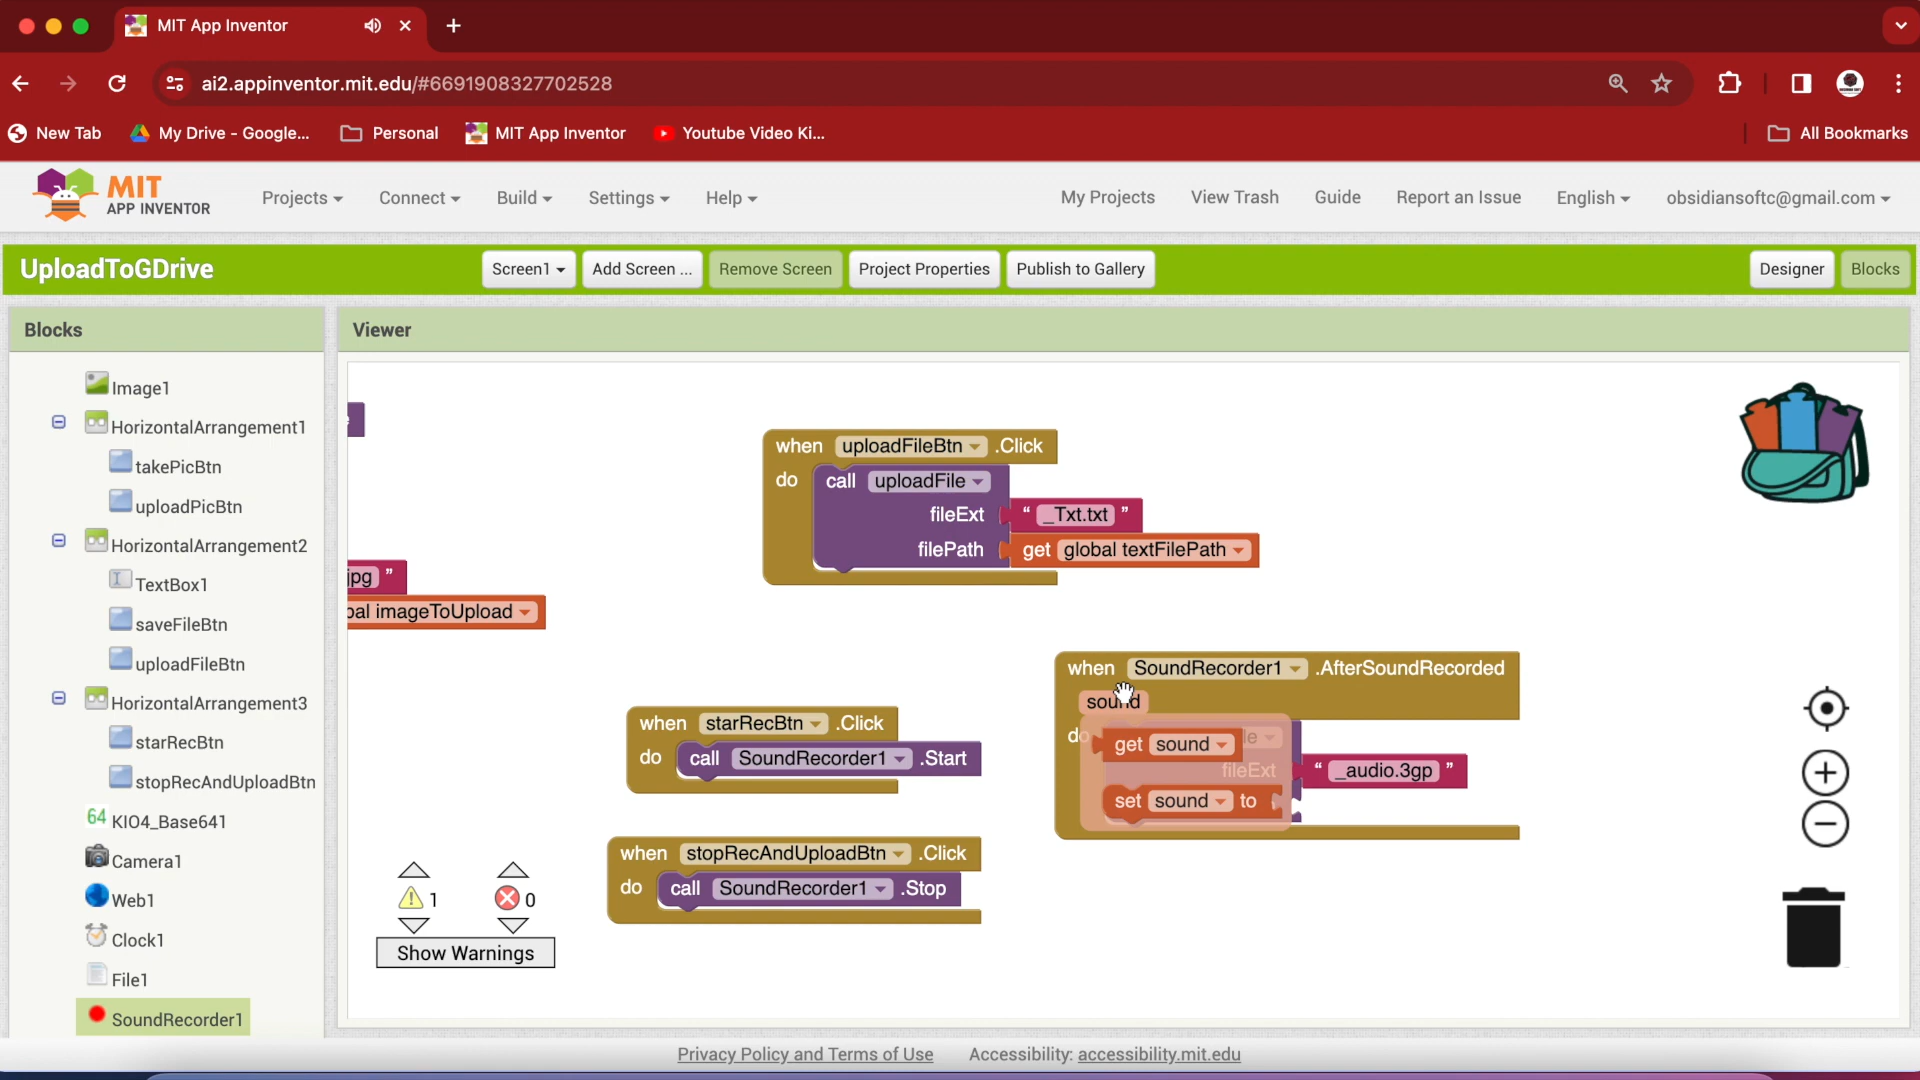 MIT App Inventor
ai2.appinventor.mit.edu/#6691908327702528
New Tab
My Drive - Google...
Personal
MIT App Inventor
Youtube Video Ki...
All Bookmarks
MIT
APP INVENTOR
Projects
Connect
Build
Settings
Help
My Projects
View Trash
Guide
Report an Issue
English
obsidiansoftc@gmail.com
UploadToGDrive
Screen1
Add Screen ...
Remove Screen
Project Properties
Publish to Gallery
Designer
Blocks
Blocks
Image1
HorizontalArrangement1
takePicBtn
uploadPicBtn
HorizontalArrangement2
TextBox1
saveFileBtn
uploadFileBtn
HorizontalArrangement3
starRecBtn
stopRecAndUploadBtn
64 KIO4_Base641
Camera1
Web1
Clock1
File1
SoundRecorder1
Viewer
when uploadFileBtn .Click
do call uploadFile
fileExt “ _Txt.txt ”
filePath get global textFilePath
jpg ”
bal imageToUpload
when starRecBtn .Click
do call SoundRecorder1 .Start
when stopRecAndUploadBtn .Click
do call SoundRecorder1 .Stop
when SoundRecorder1 .AfterSoundRecorded
sound
do
get sound
fileExt “ _audio.3gp ”
set sound to
1
0
Show Warnings
Privacy Policy and Terms of Use
Accessibility: accessibility.mit.edu